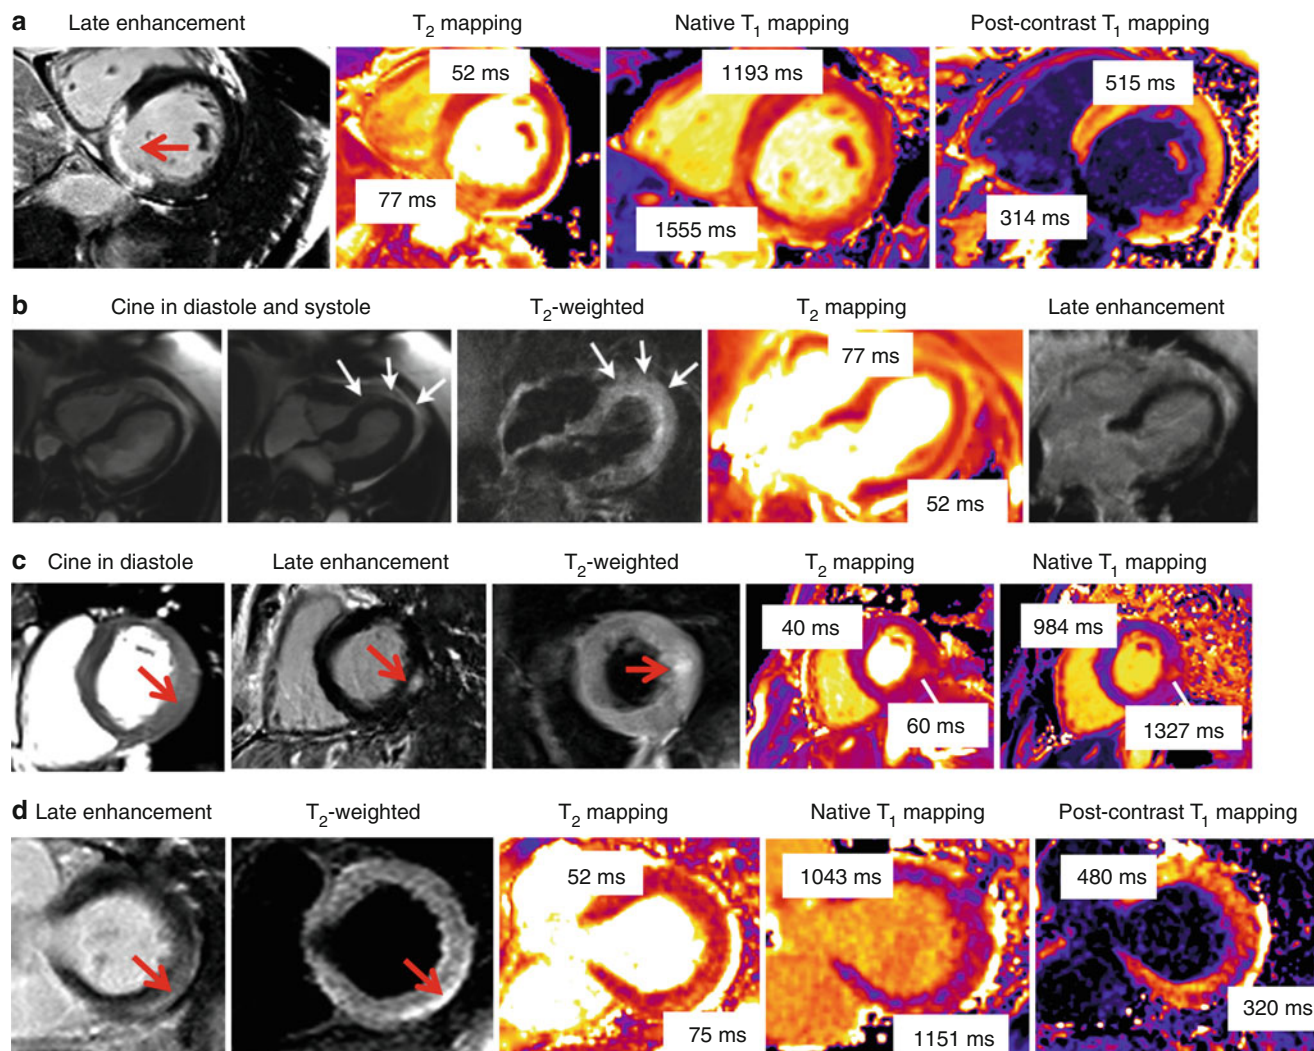 a Late enhancement T2 mapping Native T1 mapping Post-contrast T1 mapping
52 ms 1193 ms 515 ms
77 ms 1555 ms 314 ms
b Cine in diastole and systole T2-weighted T2 mapping Late enhancement
77 ms
52 ms
c Cine in diastole Late enhancement T2-weighted T2 mapping Native T1 mapping
40 ms 984 ms
60 ms 1327 ms
d Late enhancement T2-weighted T2 mapping Native T1 mapping Post-contrast T1 mapping
52 ms 1043 ms 480 ms
75 ms 1151 ms 320 ms